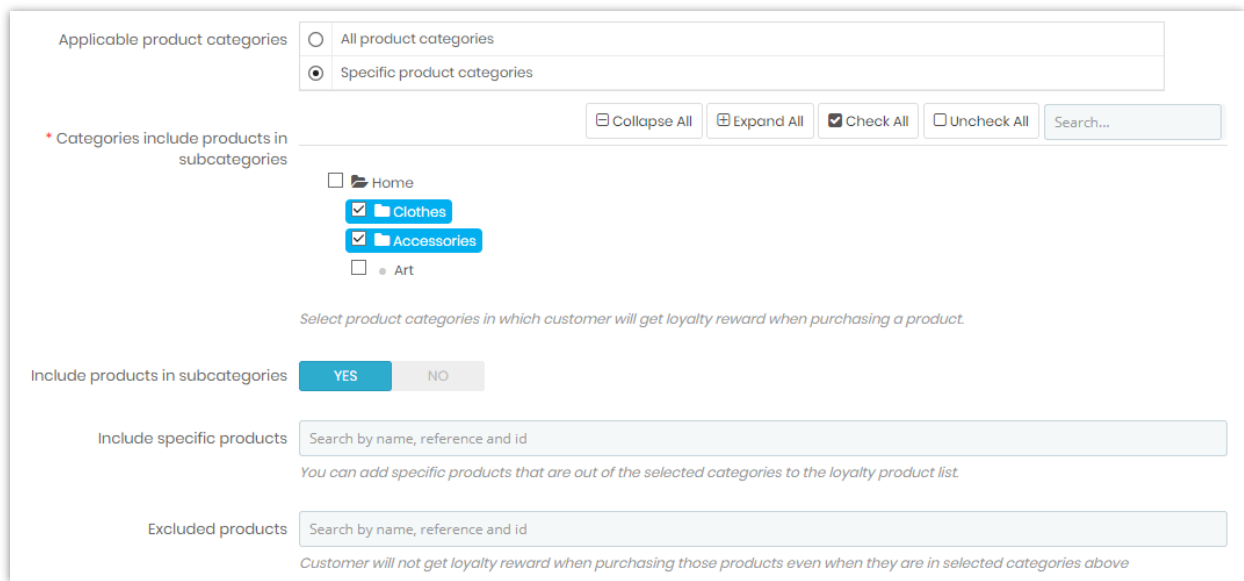 Applicable product categories
All product categories
Specific product categories
* Categories include products in
subcategories
Collapse All
Expand All
Check All
Uncheck All
Search...
Home
Clothes
Accessories
Art
Select product categories in which customer will get loyalty reward when purchasing a product.
Include products in subcategories
YES
NO
Include specific products
Search by name, reference and id
You can add specific products that are out of the selected categories to the loyalty product list.
Excluded products
Search by name, reference and id
Customer will not get loyalty reward when purchasing those products even when they are in selected categories above